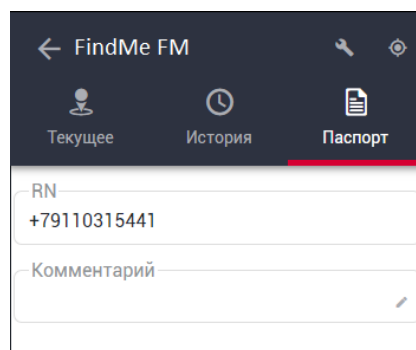 FindMe FM
Текущее История Паспорт
RN
+79110315441
Комментарий